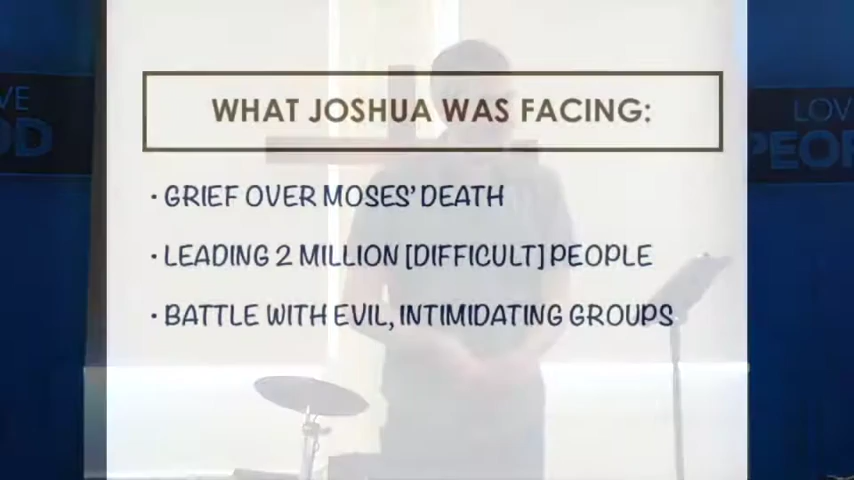 WHAT JOSHUA WAS FACING:
• GRIEF OVER MOSES' DEATH
• LEADING 2 MILLION [DIFFICULT] PEOPLE
• BATTLE WITH EVIL, INTIMIDATING GROUPS